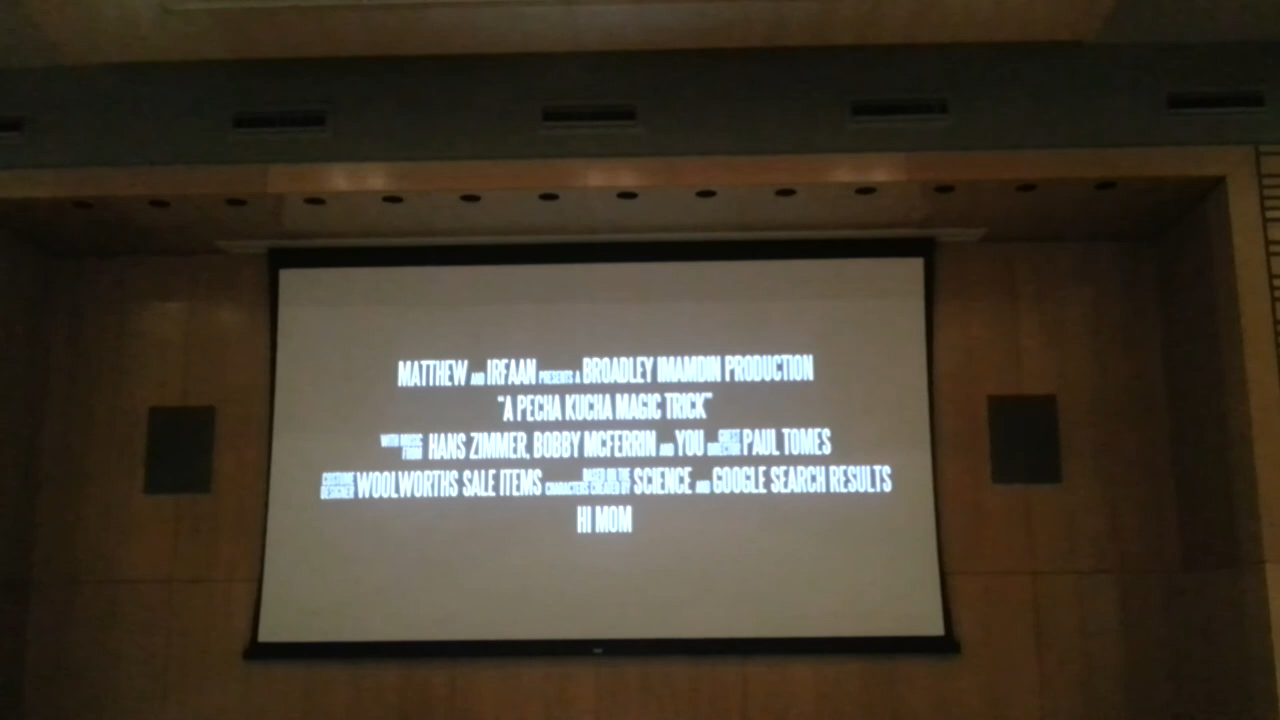 MATTHEW AND IRFAAN PRESENTS A BROADLEY IMAMDIN PRODUCTION
"A PECHA KUCHA MAGIC TRICK"
WITH MUSIC FROM HANS ZIMMER, BOBBY MCFERRIN AND YOU GUEST DIRECTOR PAUL TOMES
COSTUME DESIGNER WOOLWORTHS SALE ITEMS BASED ON THE CHARACTERS CREATED BY SCIENCE AND GOOGLE SEARCH RESULTS
HI MOM